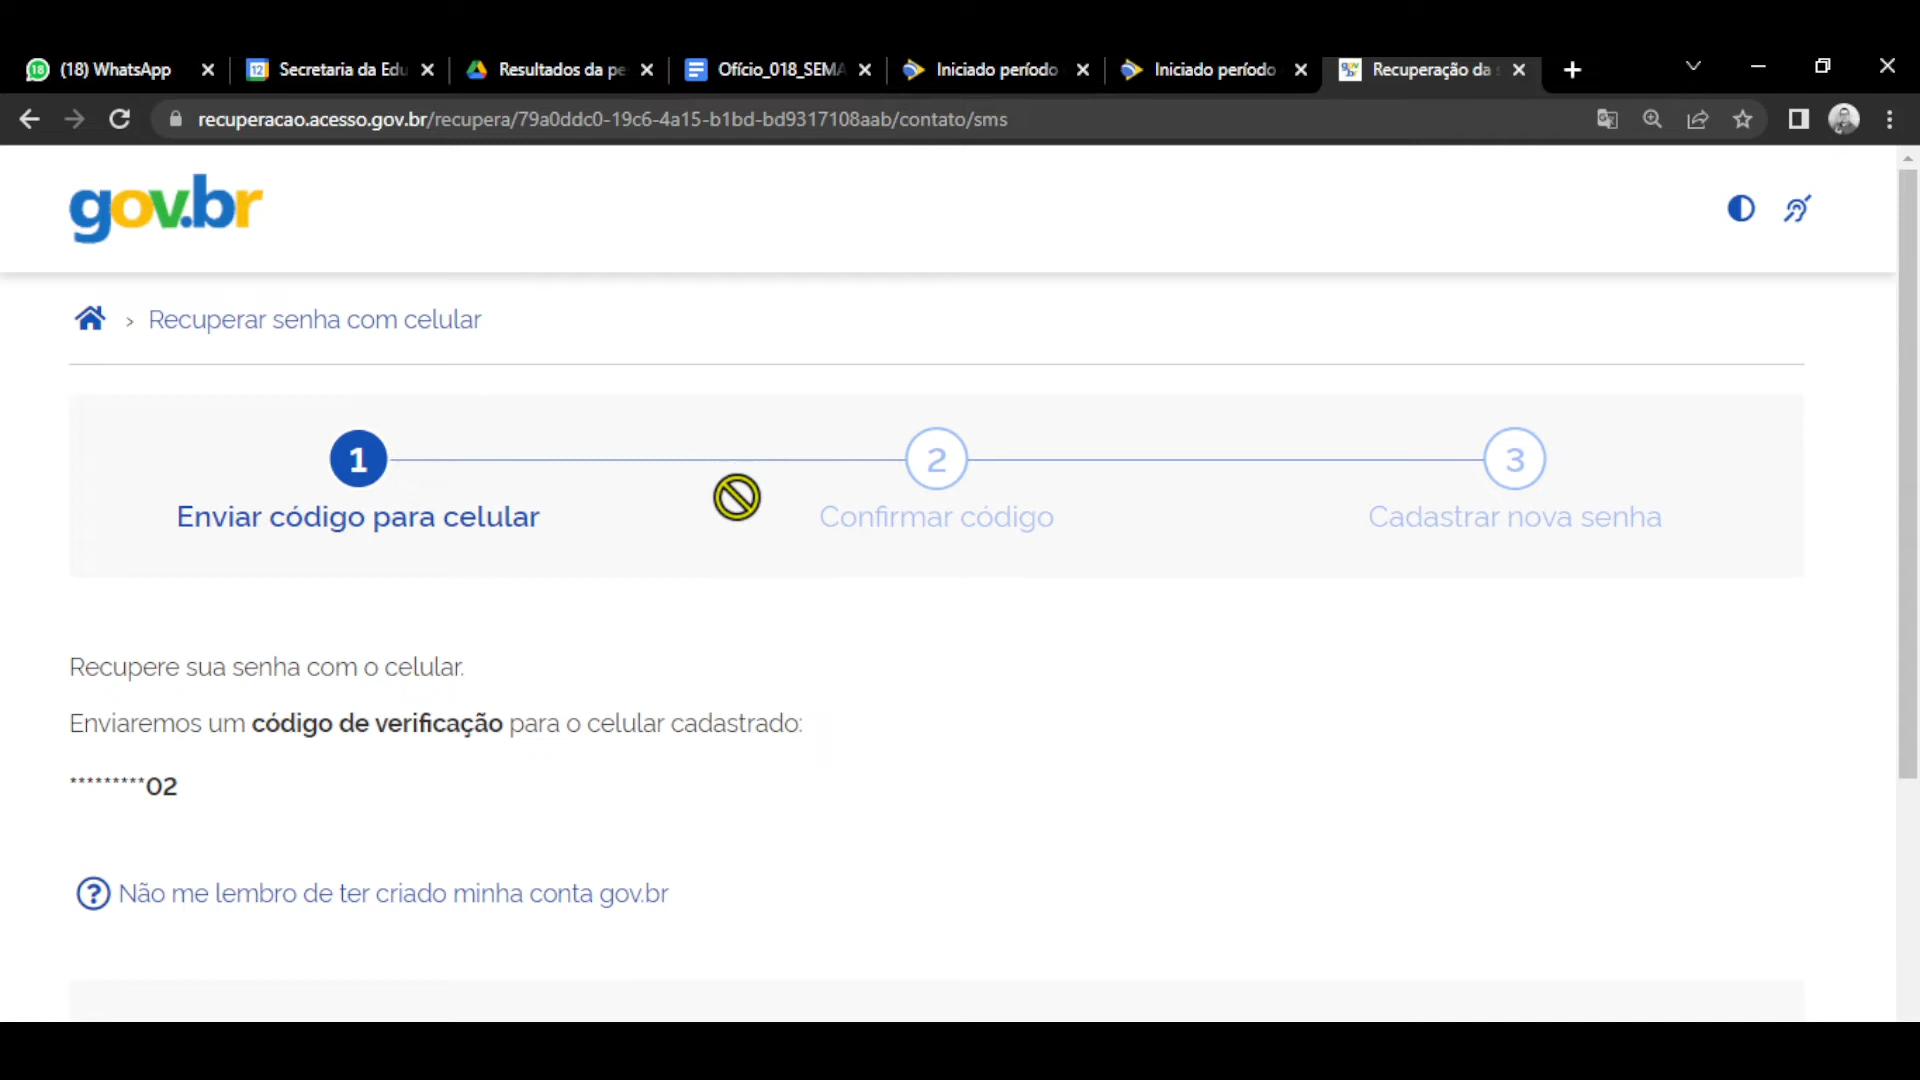 18 (18) WhatsApp
12 Secretaria da Edu
Resultados da pe
Ofício_018_SEMA
Iniciado período
Iniciado período
Recuperação da s
recuperacao.acesso.gov.br/recupera/79a0ddc0-19c6-4a15-b1bd-bd9317108aab/contato/sms
gov.br
> Recuperar senha com celular
1
2
3
Enviar código para celular
Confirmar código
Cadastrar nova senha
Recupere sua senha com o celular.
Enviaremos um código de verificação para o celular cadastrado:
*********02
? Não me lembro de ter criado minha conta gov.br